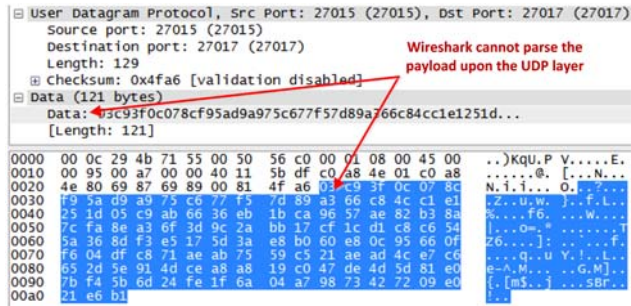 User Datagram Protocol, Src Port: 27015 (27015), Dst Port: 27017 (27017)
Source port: 27015 (27015)
Destination port: 27017 (27017)
Length: 129
Checksum: 0x4fa6 [validation disabled]
Wireshark cannot parse the
payload upon the UDP layer
Data (121 bytes)
Data: 03c93f0c078cf95ad9a975c677f57d89a366c84cc1e1251d...
[Length: 121]
0000 00 0c 29 4b 71 55 00 50 56 c0 00 01 08 00 45 00 ..)KqU.P V.....E.
0010 00 95 00 a7 00 00 40 11 5b df c0 a8 4e 01 c0 a8 ......@. [...N...
0020 4e 80 69 87 69 89 00 81 4f a6 03 c9 3f 0c 07 8c N.i.i... O...?...
0030 f9 5a d9 a9 75 c6 77 f5 7d 89 a3 66 c8 4c c1 e1 .Z..u.w. }..f.L..
0040 25 1d 05 c9 ab 66 36 eb 1b ca 96 57 ae 82 b3 8a %....f6. ...W....
0050 7c fa 8e a3 6f 3d 9c 2a bb 17 cf 1c d1 c8 c6 54 |...o=.* .......T
0060 5a 36 8d f3 e5 17 5d 3a e8 b0 60 e8 0c 95 66 0f Z6....]: ..`...f.
0070 f6 04 df c8 71 ae ab 75 59 c5 21 ae ad 4c e7 c6 ....q..u Y.!..L..
0080 65 2d 5e 91 4d ce a8 a8 19 c0 47 de 4d 5d 81 e0 e-^.M... ..G.M]..
0090 7b f4 5b 6d 24 fe 1f 6a 04 a7 98 73 42 72 09 e0 {.[m$..j ...sBr..
00a0 21 e6 b1 !..